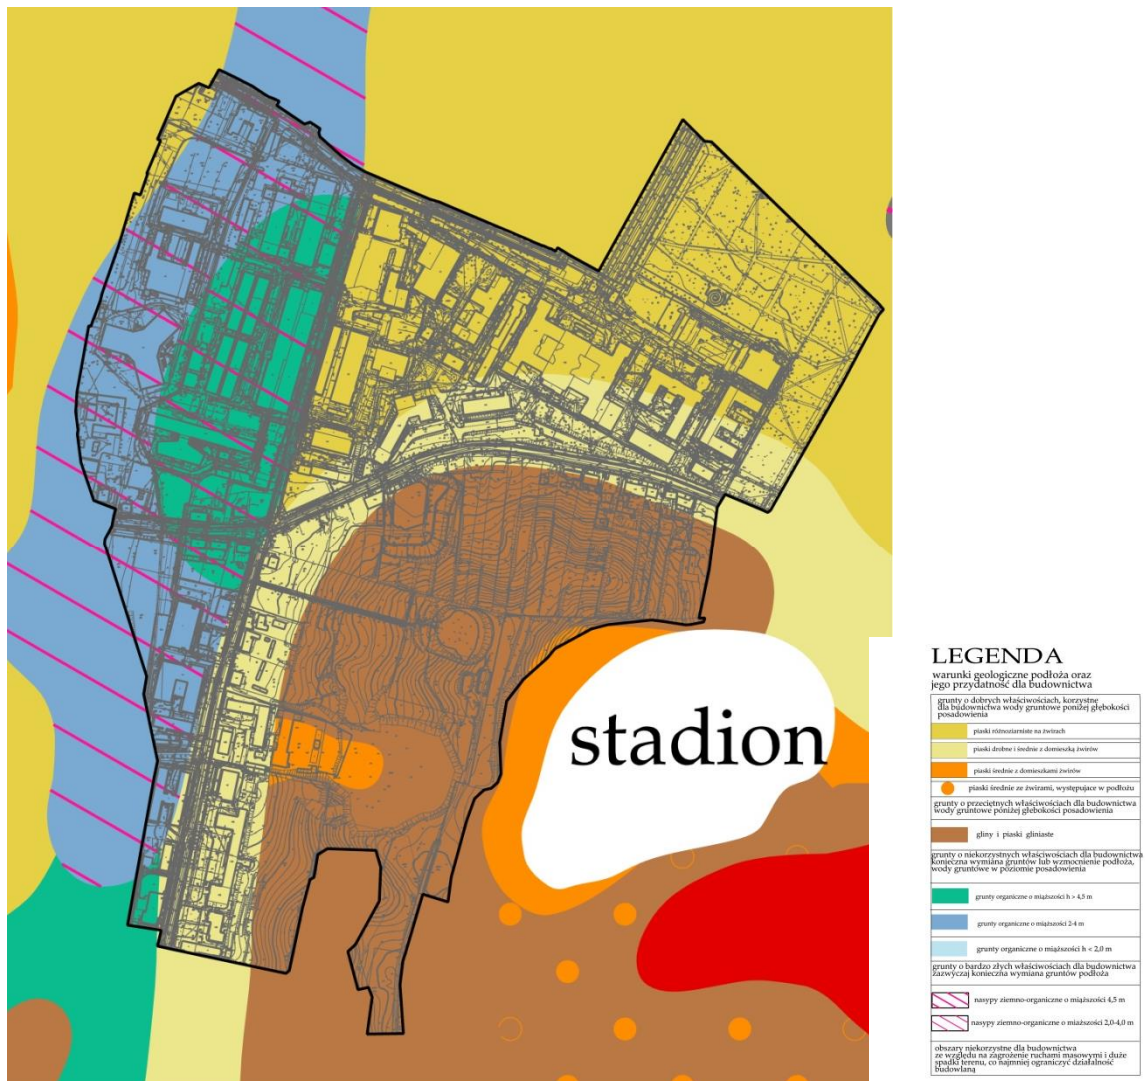 stadion
LEGENDA
warunki geologiczne podłoża oraz
jego przydatność dla budownictwa
grunty o dobrych właściwościach, korzystne
dla budownictwa wody gruntowe poniżej głębokości
posadowienia
piaski różnoziarniste na żwirach
piaski drobne i średnie z domieszką żwirów
piaski średnie z domieszkami żwirów
piaski średnie ze żwirami, występujące w podłożu
grunty o przeciętnych właściwościach dla budownictwa
wody gruntowe poniżej głebokości posadowienia
gliny i piaski gliniaste
grunty o niekorzystnych właściwościach dla budownictwa
konieczna wymiana gruntów lub wzmocnienie podłoża,
wody gruntowe w poziomie posadowienia
grunty organiczne o miąższości h > 4,5 m
grunty organiczne o miąższości 2-4 m
grunty organiczne o miąższości h < 2,0 m
grunty o bardzo złych właściwościach dla budownictwa
zazwyczaj konieczna wymiana gruntów podłoża
nasypy ziemno-organiczne o miąższości 4,5 m
nasypy ziemno-organiczne o miąższości 2,0-4,0 m
obszary niekorzystne dla budownictwa
ze względu na zagrożenie ruchami masowymi i duże
spadki terenu, co najmniej ograniczyć działalność
budowlaną